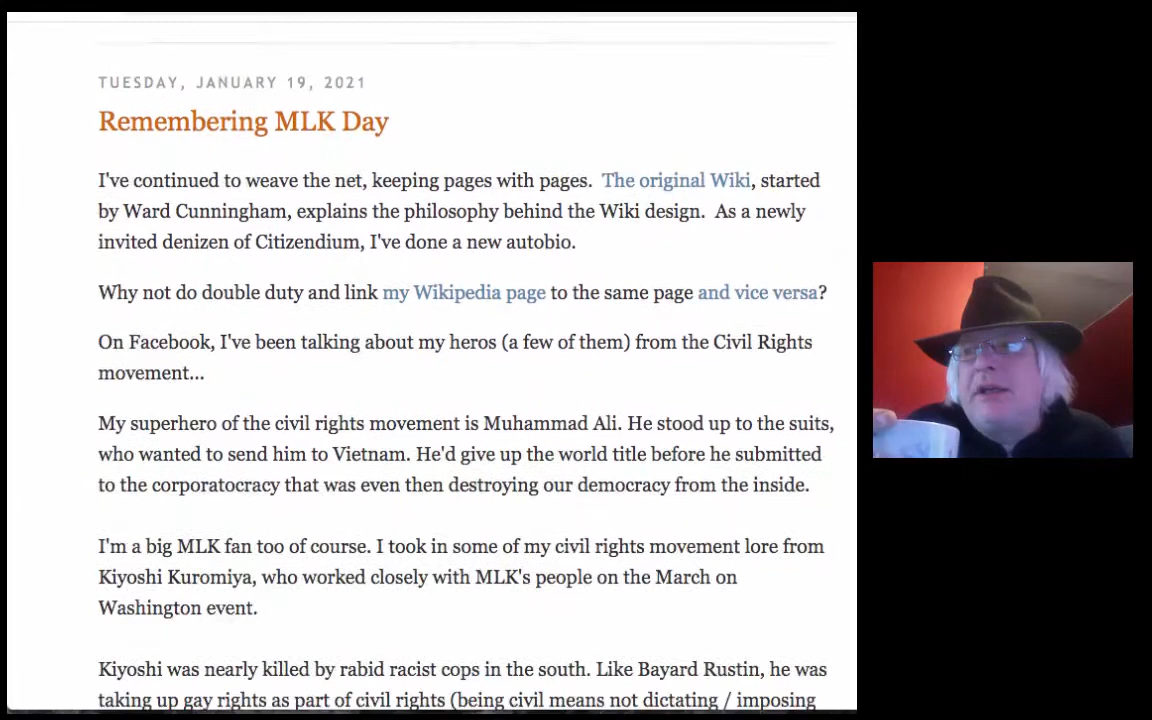 TUESDAY, JANUARY 19, 2021
Remembering MLK Day
I've continued to weave the net, keeping pages with pages.  The original Wiki, started
by Ward Cunningham, explains the philosophy behind the Wiki design.  As a newly
invited denizen of Citizendium, I've done a new autobio.
Why not do double duty and link my Wikipedia page to the same page and vice versa?
On Facebook, I've been talking about my heros (a few of them) from the Civil Rights
movement...
My superhero of the civil rights movement is Muhammad Ali. He stood up to the suits,
who wanted to send him to Vietnam. He'd give up the world title before he submitted
to the corporatocracy that was even then destroying our democracy from the inside.
I'm a big MLK fan too of course. I took in some of my civil rights movement lore from
Kiyoshi Kuromiya, who worked closely with MLK's people on the March on
Washington event.
Kiyoshi was nearly killed by rabid racist cops in the south. Like Bayard Rustin, he was
taking up gay rights as part of civil rights (being civil means not dictating / imposing